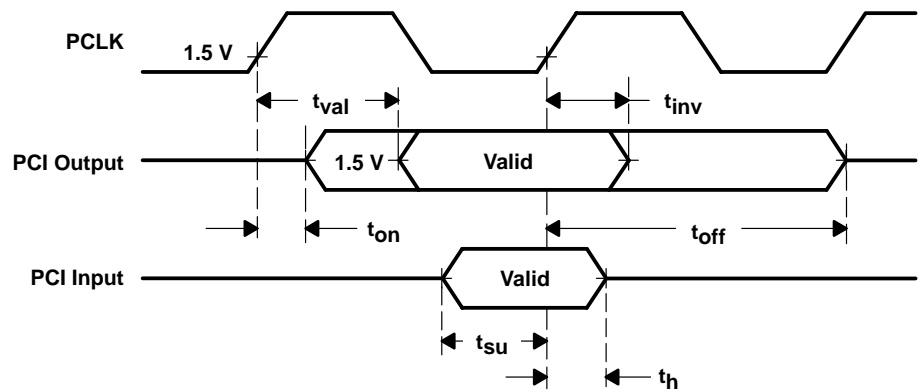 PCLK
1.5 V
tval
tinv
PCI Output
1.5 V
Valid
ton
toff
PCI Input
Valid
tsu
th